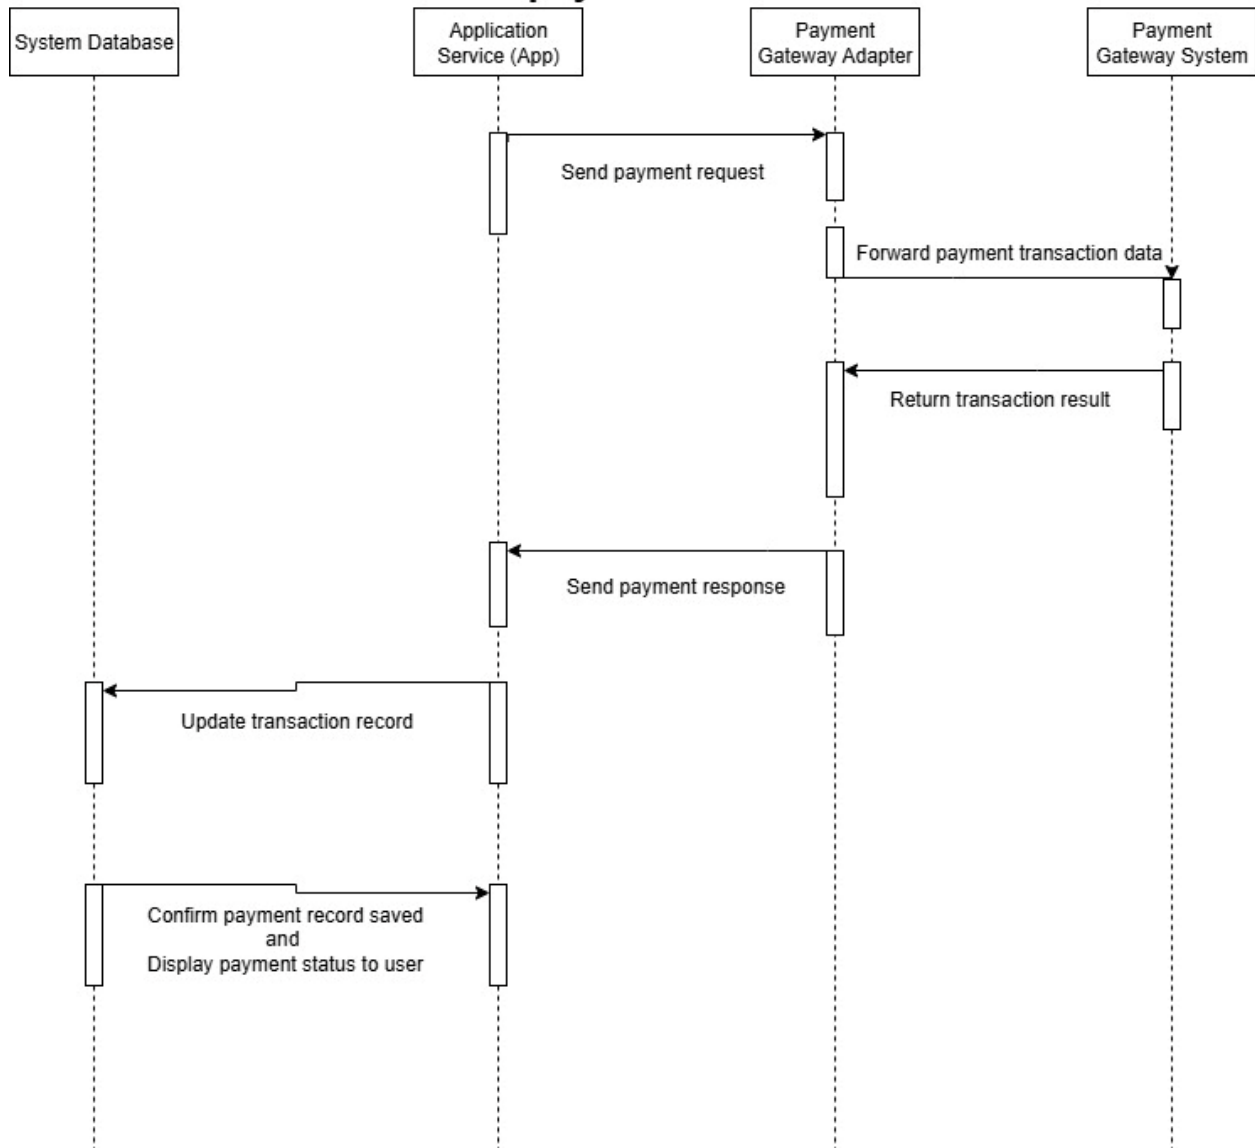 System Database
Application
Service (App)
Payment
Gateway Adapter
Payment
Gateway System
Send payment request
Forward payment transaction data
Return transaction result
Send payment response
Update transaction record
Confirm payment record saved
and
Display payment status to user